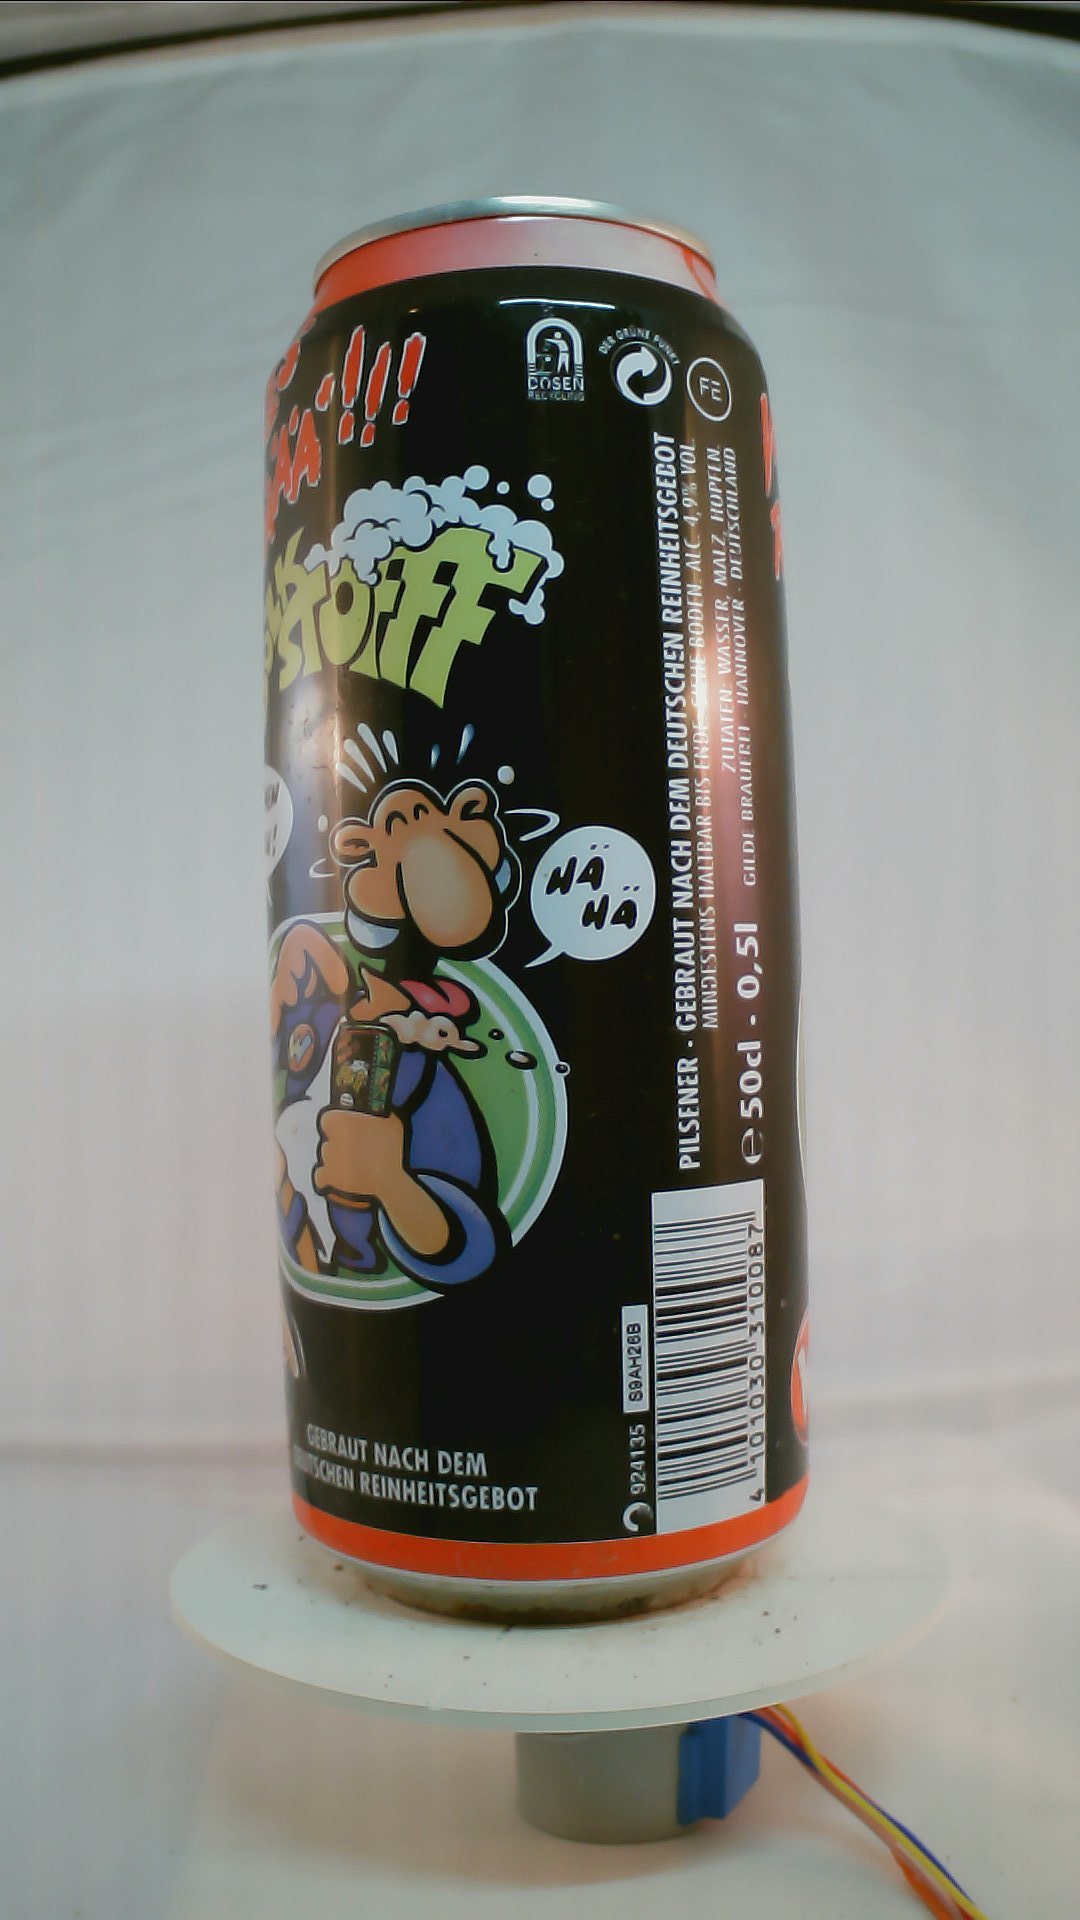 ÄÄ!!!
DOSEN
RECYCLING
DER GRÜNE PUNKT
Fe
stofff
HÄ
HÄ
PILSENER · GEBRAUT NACH DEM DEUTSCHEN REINHEITSGEBOT
MINDESTENS HALTBAR BIS ENDE: SIEHE BODEN. ALC. 4,9% VOL.
ZUTATEN: WASSER, MALZ, HOPFEN.
GILDE BRAUEREI · HANNOVER · DEUTSCHLAND
e 50cl · 0,5l
4 101030 310087
S9AH26B
924135
GEBRAUT NACH DEM
DEUTSCHEN REINHEITSGEBOT